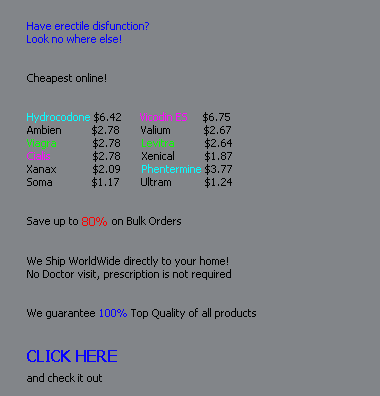 Have erectile disfunction?
Look no where else!
Cheapest online!
Hydrocodone $6.42 Vicodin ES $6.75
Ambien $2.78 Valium $2.67
Viagra $2.78 Levitra $2.64
Cialis $2.78 Xenical $1.87
Xanax $2.09 Phentermine $3.77
Soma $1.17 Ultram $1.24
Save up to 80% on Bulk Orders
We Ship WorldWide directly to your home!
No Doctor visit, prescription is not required
We guarantee 100% Top Quality of all products
CLICK HERE
and check it out